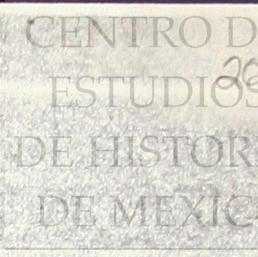 CENTRO D
ESTUDIOS
DE HISTOR
DE MEXIC